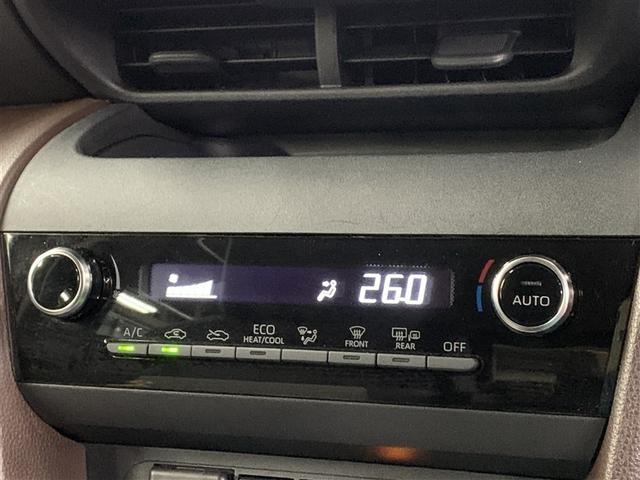 26.0
AUTO
A/C
ECO
HEAT/COOL
FRONT
REAR
OFF